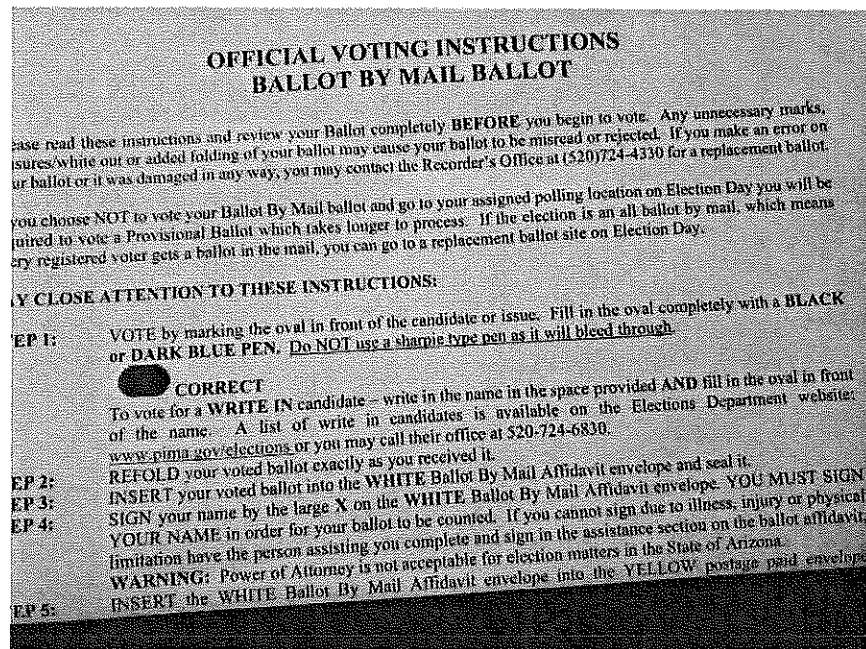 OFFICIAL VOTING INSTRUCTIONS
BALLOT BY MAIL BALLOT
ease read these instructions and review your Ballot completely BEFORE you begin to vote. Any unnecessary marks,
asures/white out or added folding of your ballot may cause your ballot to be misread or rejected. If you make an error on
ur ballot or it was damaged in any way, you may contact the Recorder's Office at (520)724-4330 for a replacement ballot.
you choose NOT to vote your Ballot By Mail ballot and go to your assigned polling location on Election Day you will be
quired to vote a Provisional Ballot which takes longer to process. If the election is an all ballot by mail, which means
ery registered voter gets a ballot in the mail, you can go to a replacement ballot site on Election Day.
Y CLOSE ATTENTION TO THESE INSTRUCTIONS:
EP 1: VOTE by marking the oval in front of the candidate or issue. Fill in the oval completely with a BLACK
or DARK BLUE PEN. Do NOT use a sharpie type pen as it will bleed through.
CORRECT
To vote for a WRITE IN candidate – write in the name in the space provided AND fill in the oval in front
of the name. A list of write in candidates is available on the Elections Department website:
www.pima.gov/elections or you may call their office at 520-724-6830.
EP 2: REFOLD your voted ballot exactly as you received it.
EP 3: INSERT your voted ballot into the WHITE Ballot By Mail Affidavit envelope and seal it.
EP 4: SIGN your name by the large X on the WHITE Ballot By Mail Affidavit envelope. YOU MUST SIGN
YOUR NAME in order for your ballot to be counted. If you cannot sign due to illness, injury or physical
limitation have the person assisting you complete and sign in the assistance section on the ballot affidavit.
WARNING: Power of Attorney is not acceptable for election matters in the State of Arizona.
EP 5: INSERT the WHITE Ballot By Mail Affidavit envelope into the YELLOW postage paid envelop